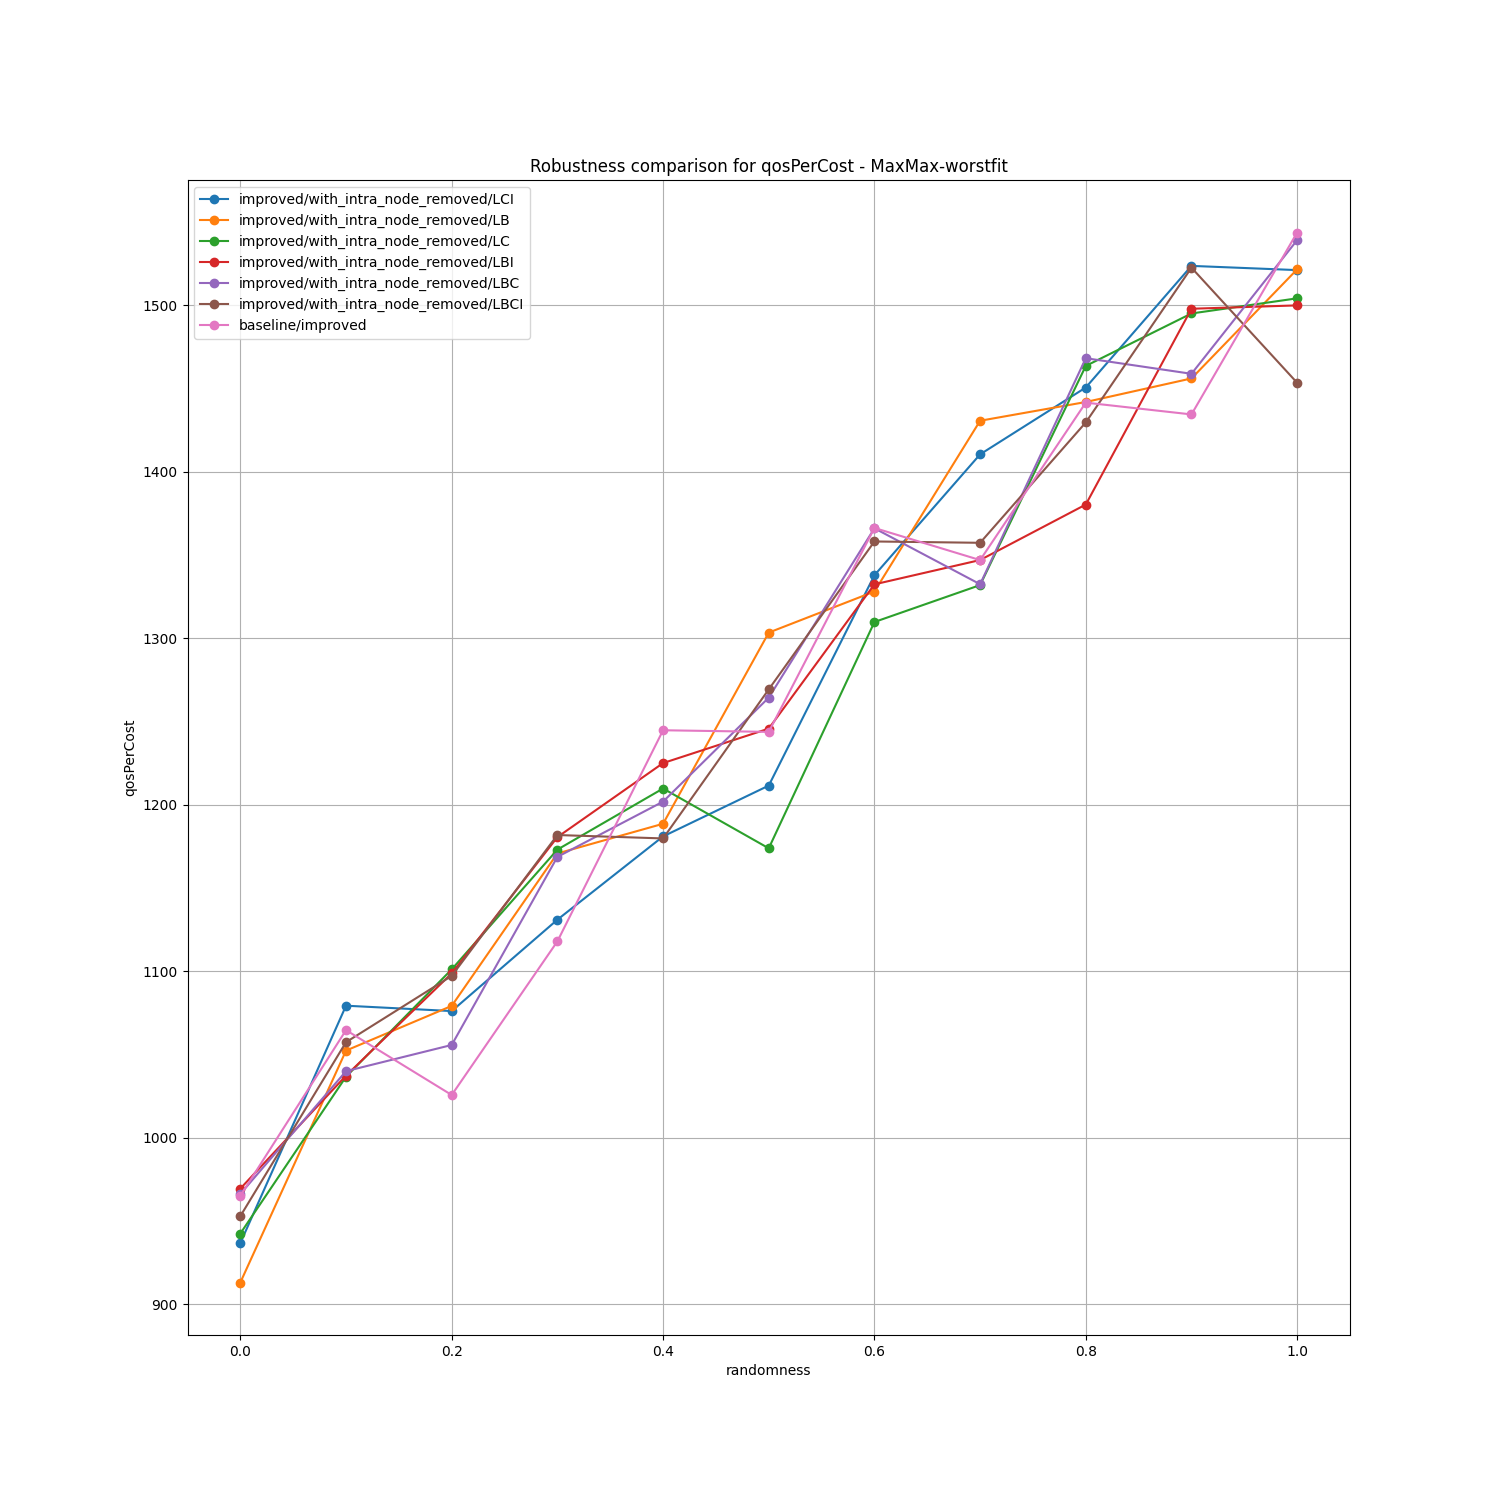 Robustness comparison for qosPerCost - MaxMax-worstfit
improved/with_intra_node_removed/LCI
improved/with_intra_node_removed/LB
improved/with_intra_node_removed/LC
improved/with_intra_node_removed/LBI
improved/with_intra_node_removed/LBC
improved/with_intra_node_removed/LBCI
baseline/improved
1500
1400
1300
1200
1100
1000
900
qosPerCost
0.0 0.2 0.4 0.6 0.8 1.0
randomness